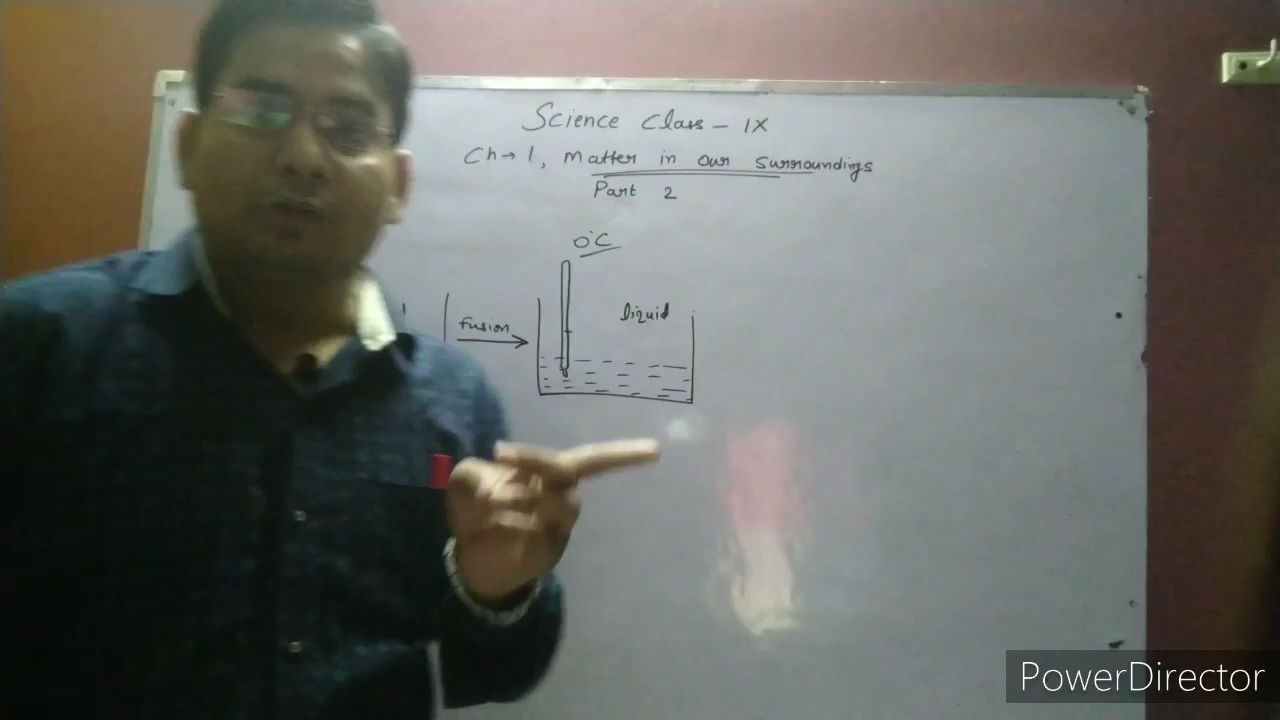 Science Class - IX
Ch→1, Matter in our surroundings
Part 2
0°C
liquid
Fusion
PowerDirector